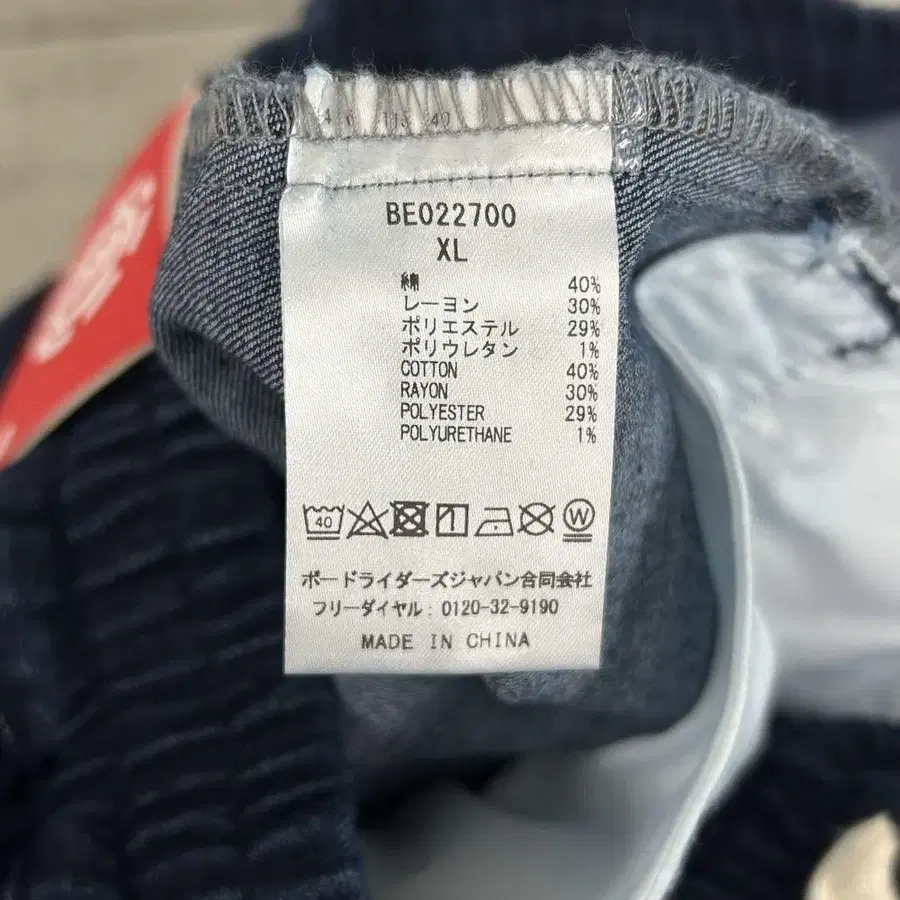 BE022700
XL
綿 40%
レーヨン 30%
ポリエステル 29%
ポリウレタン 1%
COTTON 40%
RAYON 30%
POLYESTER 29%
POLYURETHANE 1%
40
W
ボードライダーズジャパン合同会社
フリーダイヤル: 0120-32-9190
MADE IN CHINA